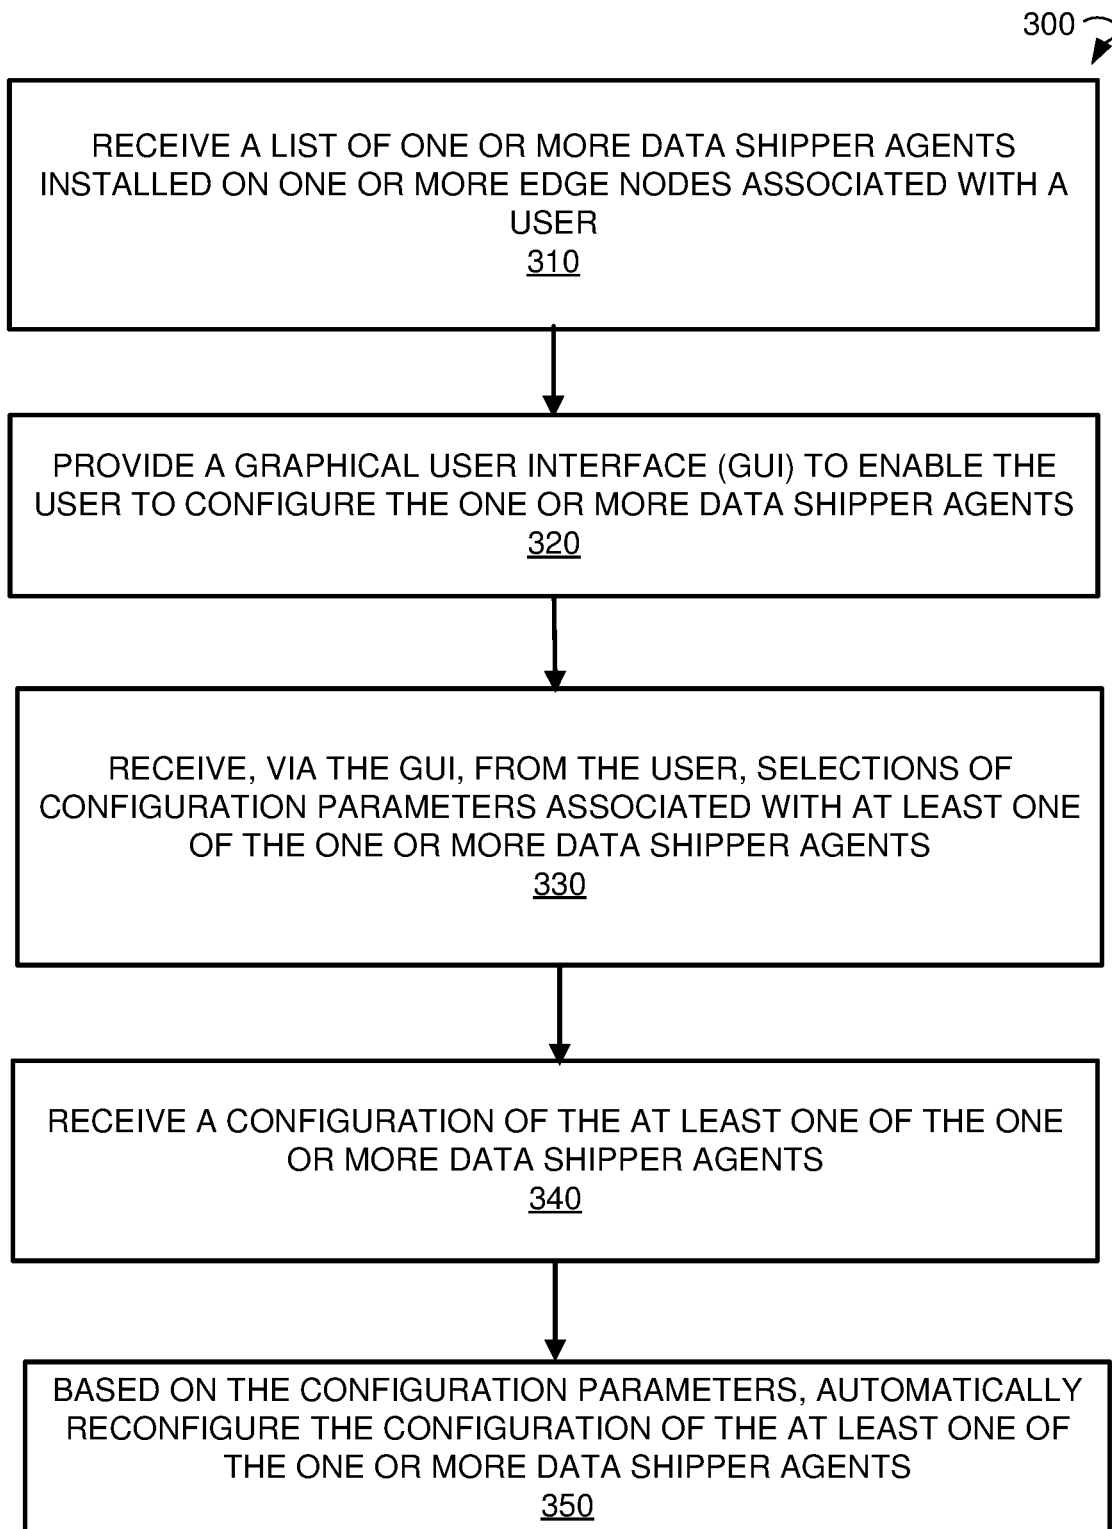 300
RECEIVE A LIST OF ONE OR MORE DATA SHIPPER AGENTS
INSTALLED ON ONE OR MORE EDGE NODES ASSOCIATED WITH A
USER
310
PROVIDE A GRAPHICAL USER INTERFACE (GUI) TO ENABLE THE
USER TO CONFIGURE THE ONE OR MORE DATA SHIPPER AGENTS
320
RECEIVE, VIA THE GUI, FROM THE USER, SELECTIONS OF
CONFIGURATION PARAMETERS ASSOCIATED WITH AT LEAST ONE
OF THE ONE OR MORE DATA SHIPPER AGENTS
330
RECEIVE A CONFIGURATION OF THE AT LEAST ONE OF THE ONE
OR MORE DATA SHIPPER AGENTS
340
BASED ON THE CONFIGURATION PARAMETERS, AUTOMATICALLY
RECONFIGURE THE CONFIGURATION OF THE AT LEAST ONE OF
THE ONE OR MORE DATA SHIPPER AGENTS
350